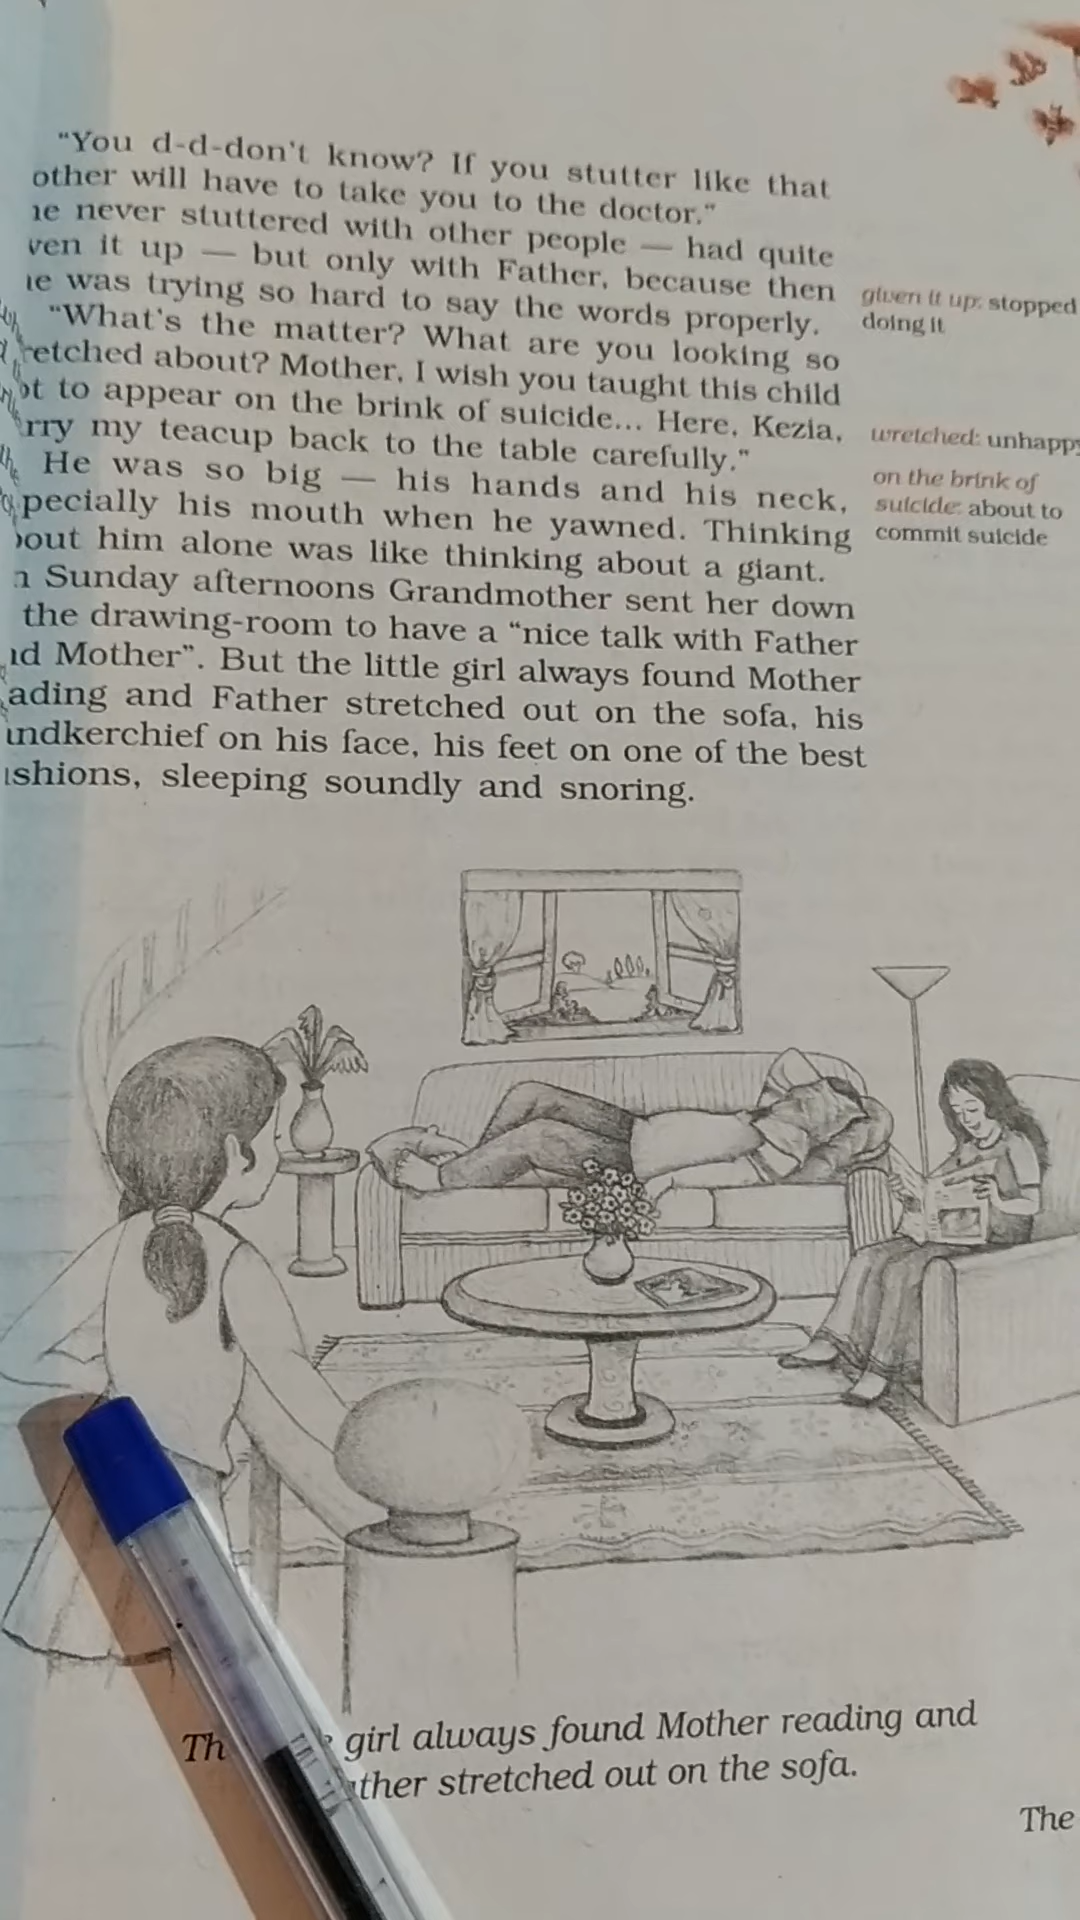 "You d-d-don't know? If you stutter like that
other will have to take you to the doctor."
never stuttered with other people — had quite
ven it up — but only with Father, because then
was trying so hard to say the words properly.
"What's the matter? What are you looking so
retched about? Mother, I wish you taught this child
ot to appear on the brink of suicide... Here, Kezia,
rry my teacup back to the table carefully."
He was so big — his hands and his neck,
pecially his mouth when he yawned. Thinking
out him alone was like thinking about a giant.
n Sunday afternoons Grandmother sent her down
the drawing-room to have a "nice talk with Father
nd Mother". But the little girl always found Mother
ading and Father stretched out on the sofa, his
ndkerchief on his face, his feet on one of the best
shions, sleeping soundly and snoring.
given it up: stopped
doing it
wretched: unhappy
on the brink of
suicide: about to
commit suicide
Th girl always found Mother reading and
ther stretched out on the sofa.
The